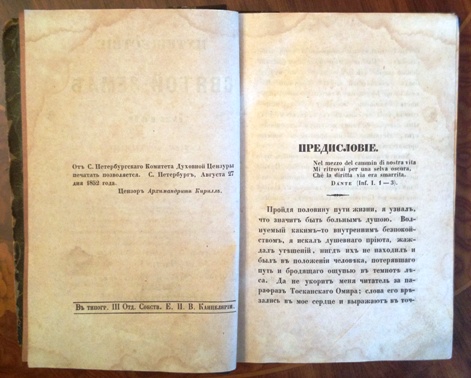 Отъ С. Петербургскаго Комитета Духовной Цензуры
печатать позволяется. С. Петербургъ, Августа 27
дня 1852 года.
Цензоръ Архимандритъ Кириллъ.
Въ типогр. III Отд. Собств. Е. И. В. Канцеляріи.
ПРЕДИСЛОВІЕ.
Nel mezzo del cammin di nostra vita
Mi ritrovai per una selva oscura,
Chè la diritta via era smarrita.
DANTE (Inf. I. 1—3).
Пройдя половину пути жизни, я узналъ,
что значитъ быть больнымъ душою. Вол-
нуемый какимъ-то внутреннимъ безпокой-
ствомъ, я искалъ душевнаго пріюта, жаж-
далъ утѣшеній, нигдѣ ихъ не находилъ и
былъ въ положеніи человѣка, потерявшаго
путь и бродящаго ощупью въ темнотѣ лѣ-
са. Да не укоритъ меня читатель за па-
рафразъ Тосканскаго Омира; слова его врѣ-
зались въ мое сердце и выражаютъ въ точ-